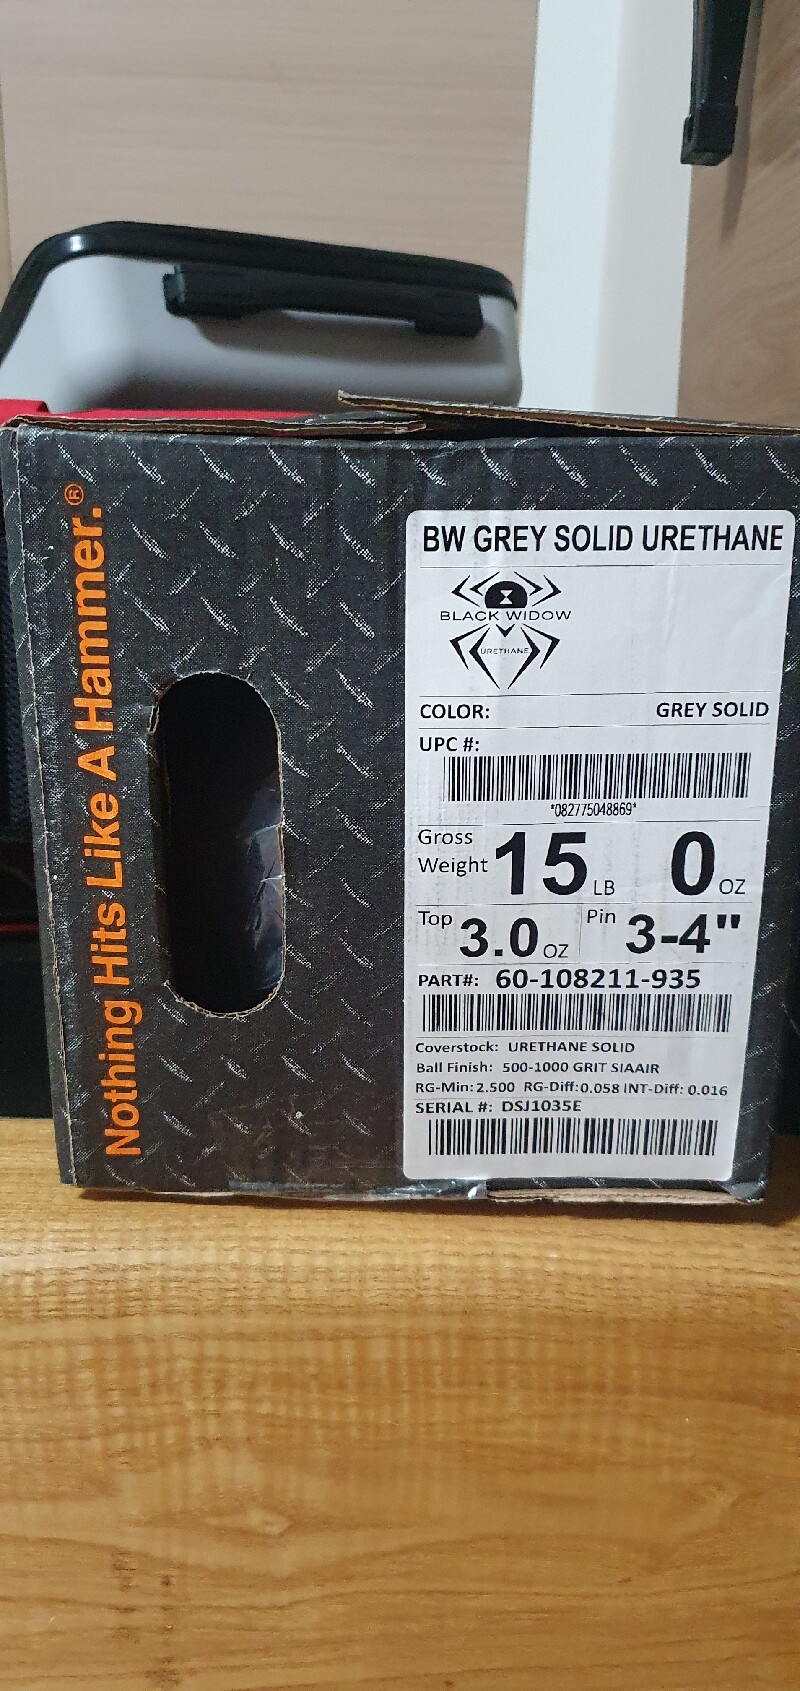 Nothing Hits Like A Hammer.®
BW GREY SOLID URETHANE
BLACK WIDOW
URETHANE
COLOR: GREY SOLID
UPC #:
*082775048869*
Gross Weight 15 LB 0 OZ
Top 3.0 OZ Pin 3-4"
PART#: 60-108211-935
Coverstock: URETHANE SOLID
Ball Finish: 500-1000 GRIT SIAAIR
RG-Min: 2.500 RG-Diff: 0.058 INT-Diff: 0.016
SERIAL #: DSJ1035E